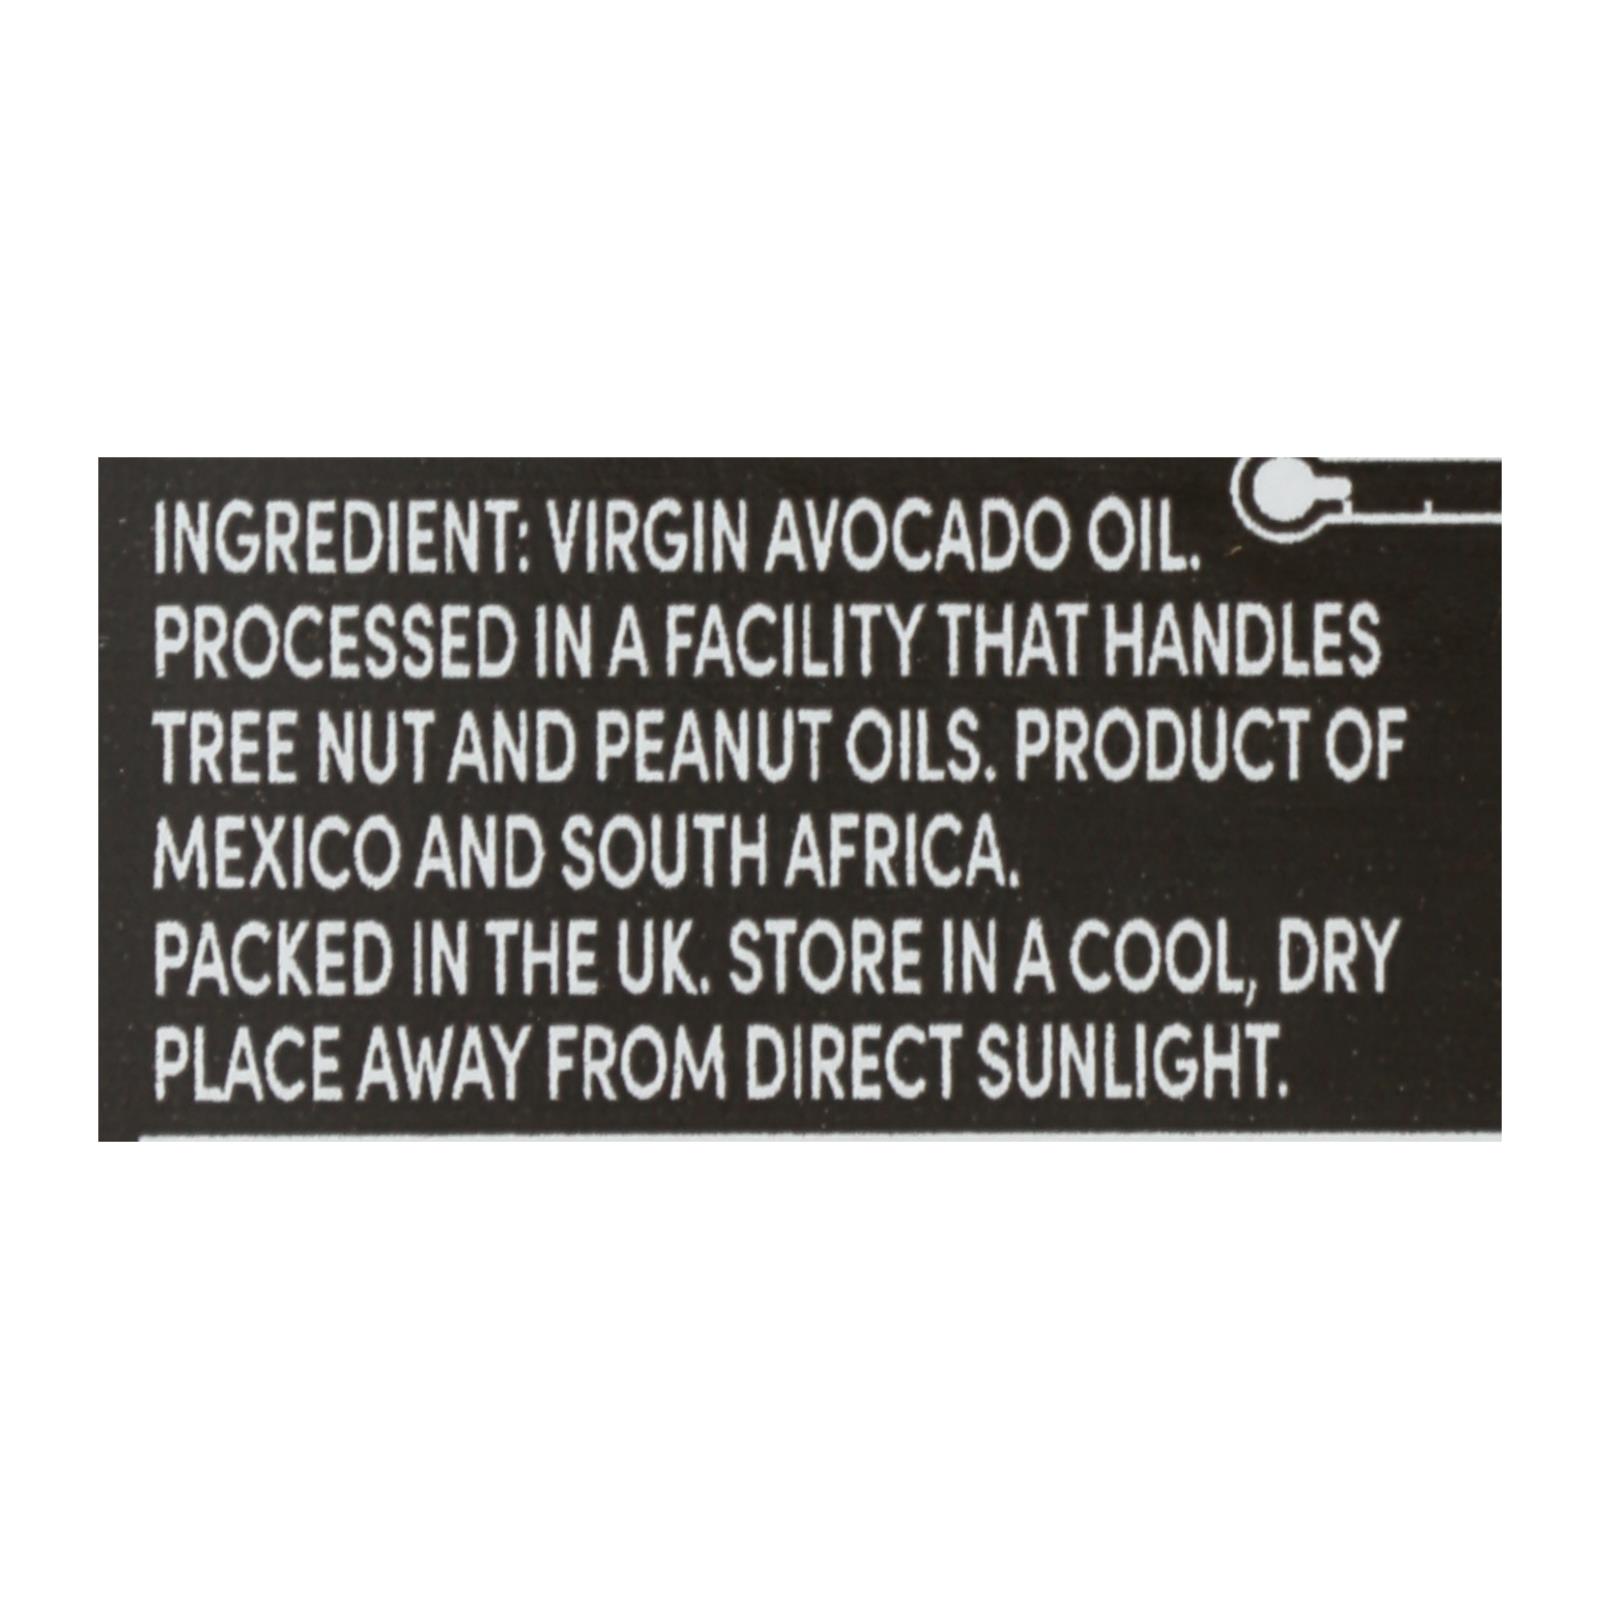 INGREDIENT: VIRGIN AVOCADO OIL.
PROCESSED IN A FACILITY THAT HANDLES
TREE NUT AND PEANUT OILS. PRODUCT OF
MEXICO AND SOUTH AFRICA.
PACKED IN THE UK. STORE IN A COOL, DRY
PLACE AWAY FROM DIRECT SUNLIGHT.